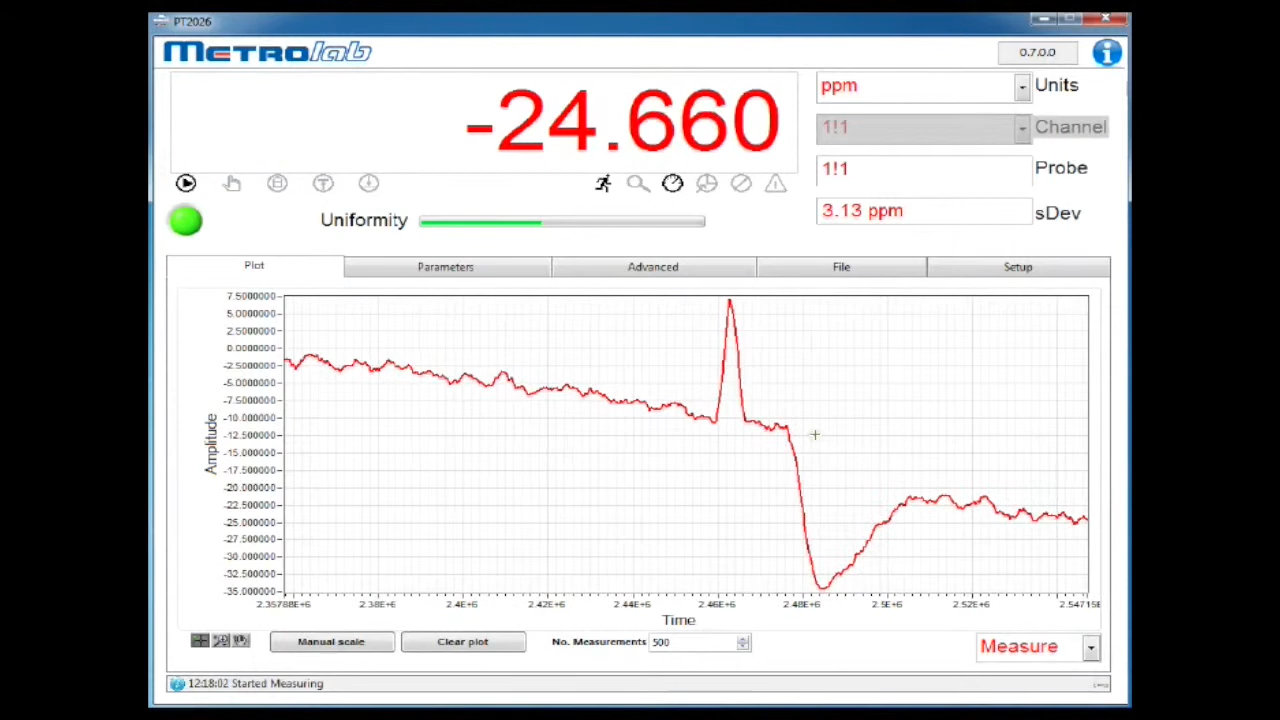 PT2026
METROlab
0.7.0.0
-24.660
ppm Units
1!1 Channel
1!1 Probe
3.13 ppm sDev
Uniformity
Plot Parameters Advanced File Setup
7.5000000
5.0000000
2.5000000
0.0000000
-2.500000
-5.0000000
-7.500000
-10.000000
-12.500000
-15.000000
-17.500000
-20.000000
-22.500000
-25.000000
-27.500000
-30.000000
-32.500000
-35.000000
Amplitude
2.35788E+6 2.38E+6 2.4E+6 2.42E+6 2.44E+6 2.46E+6 2.48E+6 2.5E+6 2.52E+6 2.54715E
Time
Manual scale Clear plot No. Measurements 500
Measure
12:18:02 Started Measuring